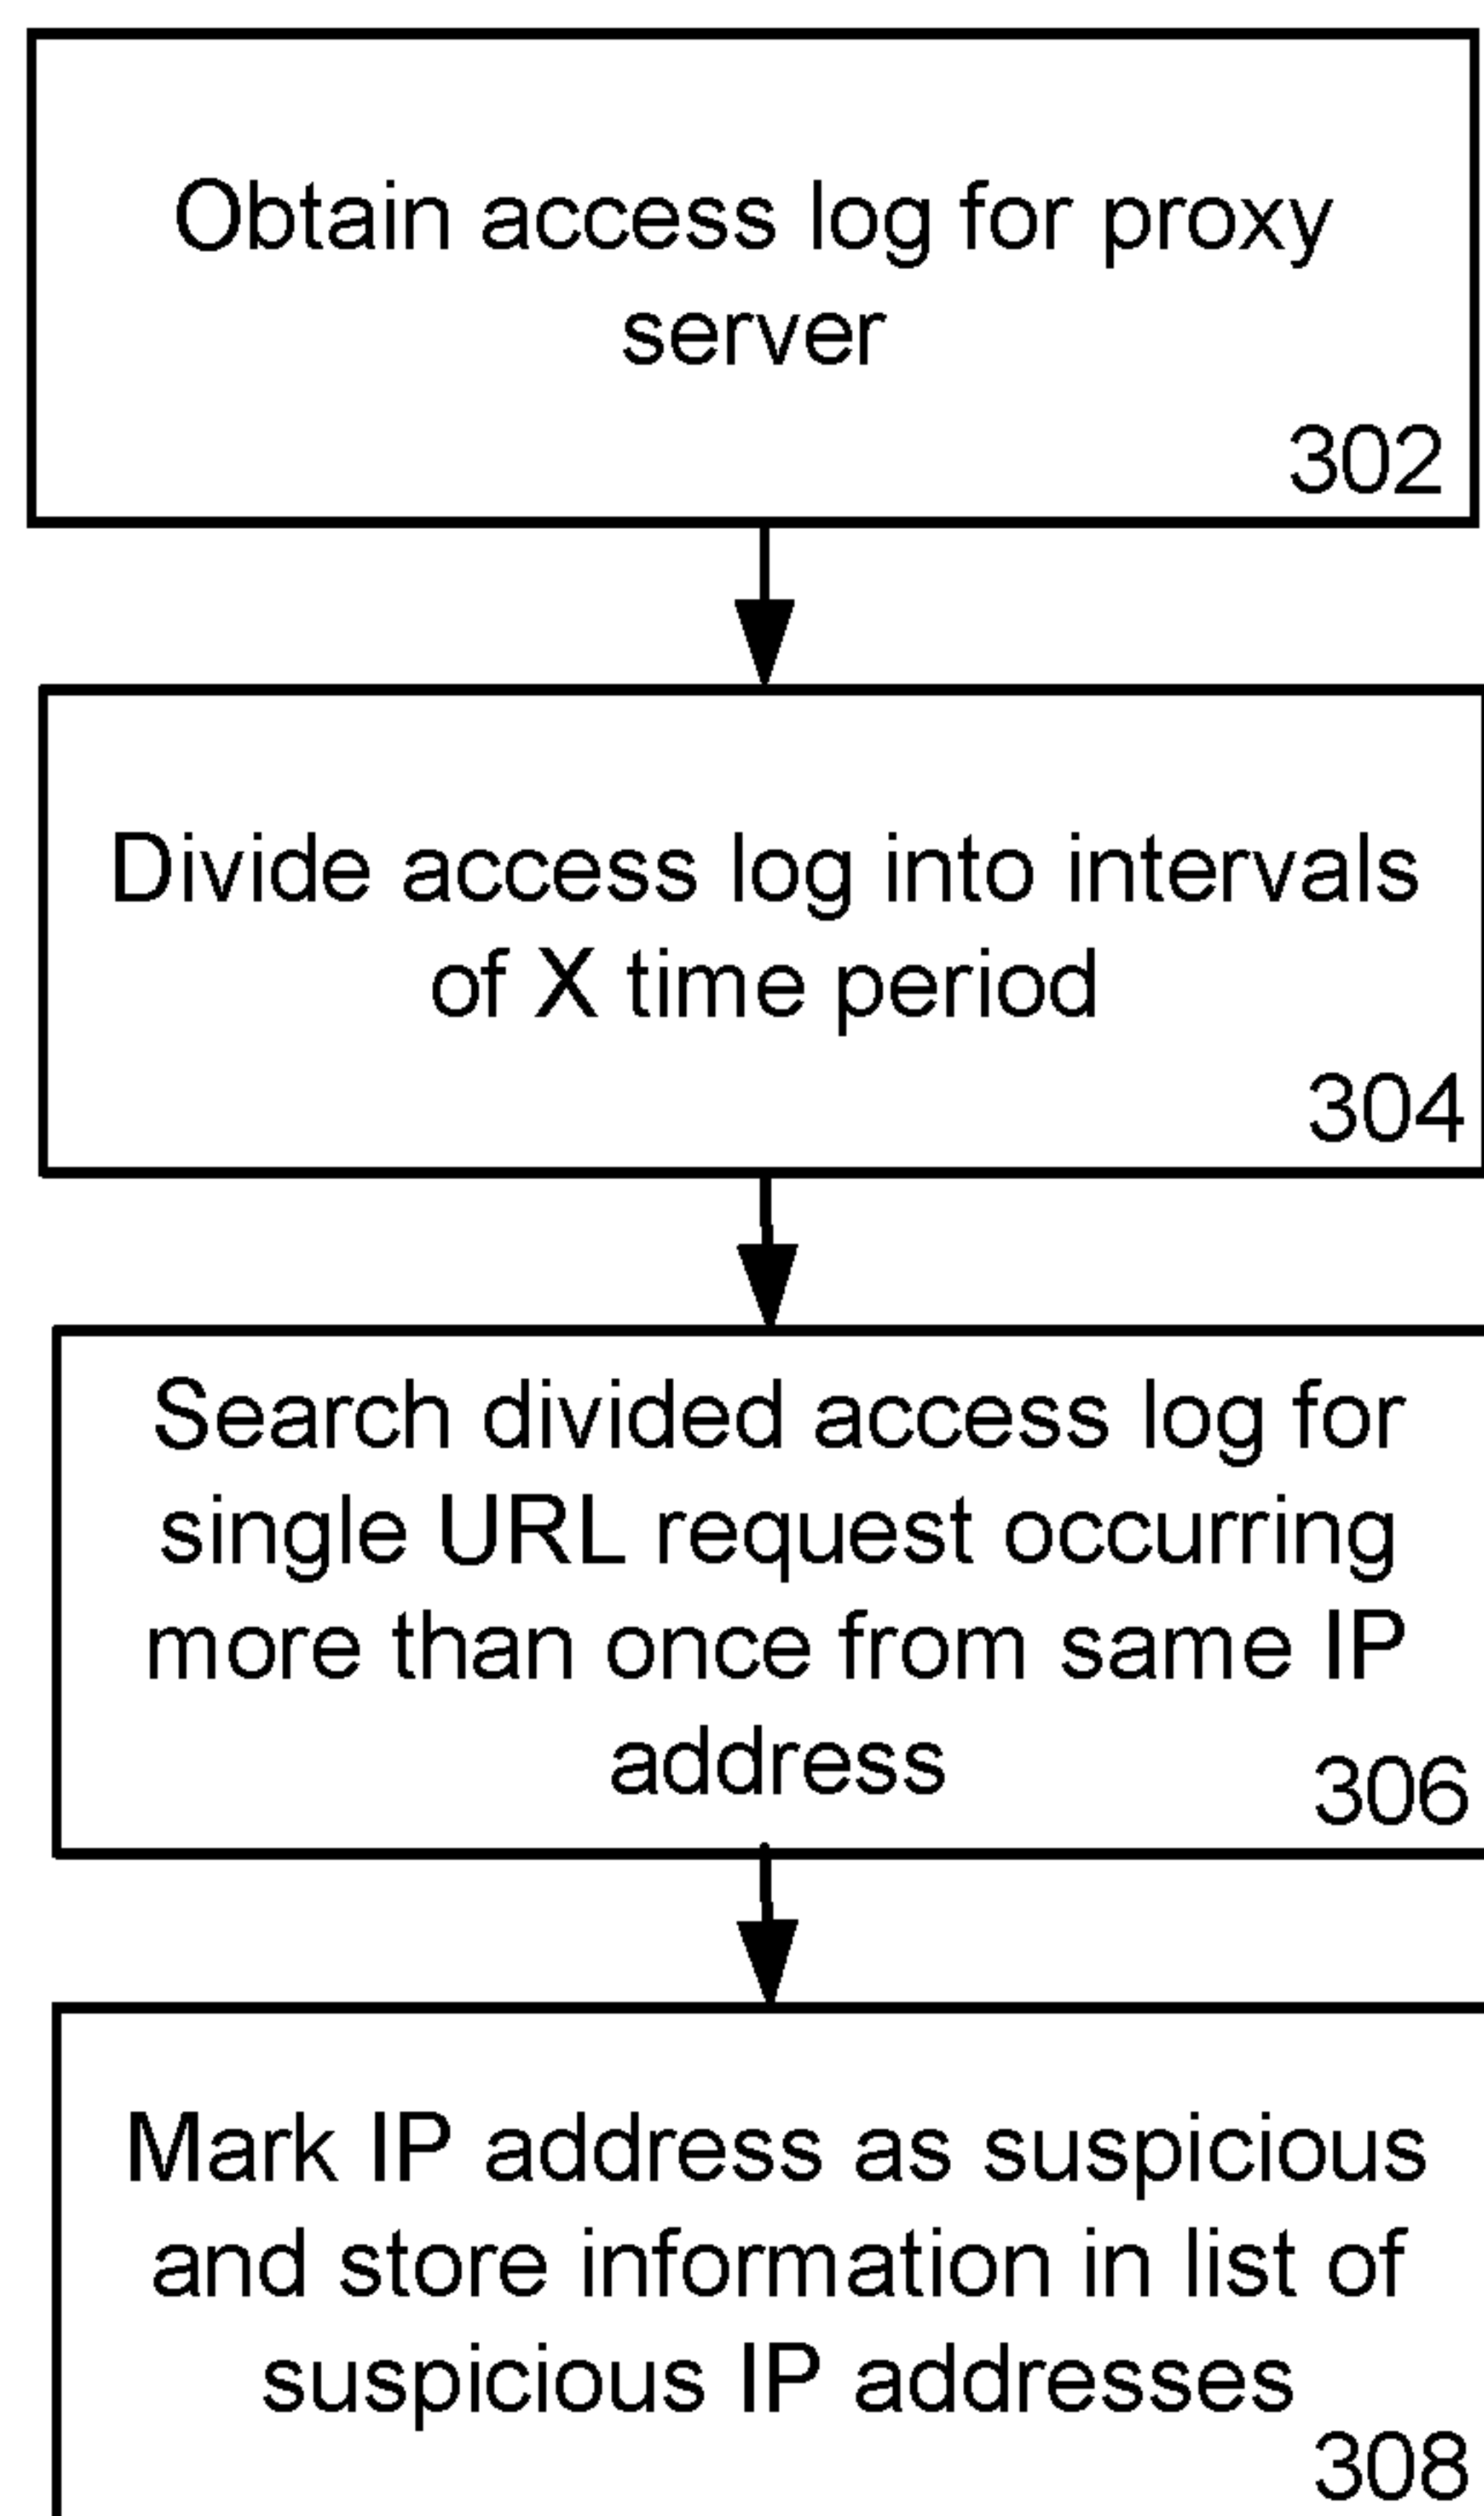 Obtain access log for proxy
server
302
Divide access log into intervals
of X time period
304
Search divided access log for
single URL request occurring
more than once from same IP
address
306
Mark IP address as suspicious
and store information in list of
suspicious IP addresses
308